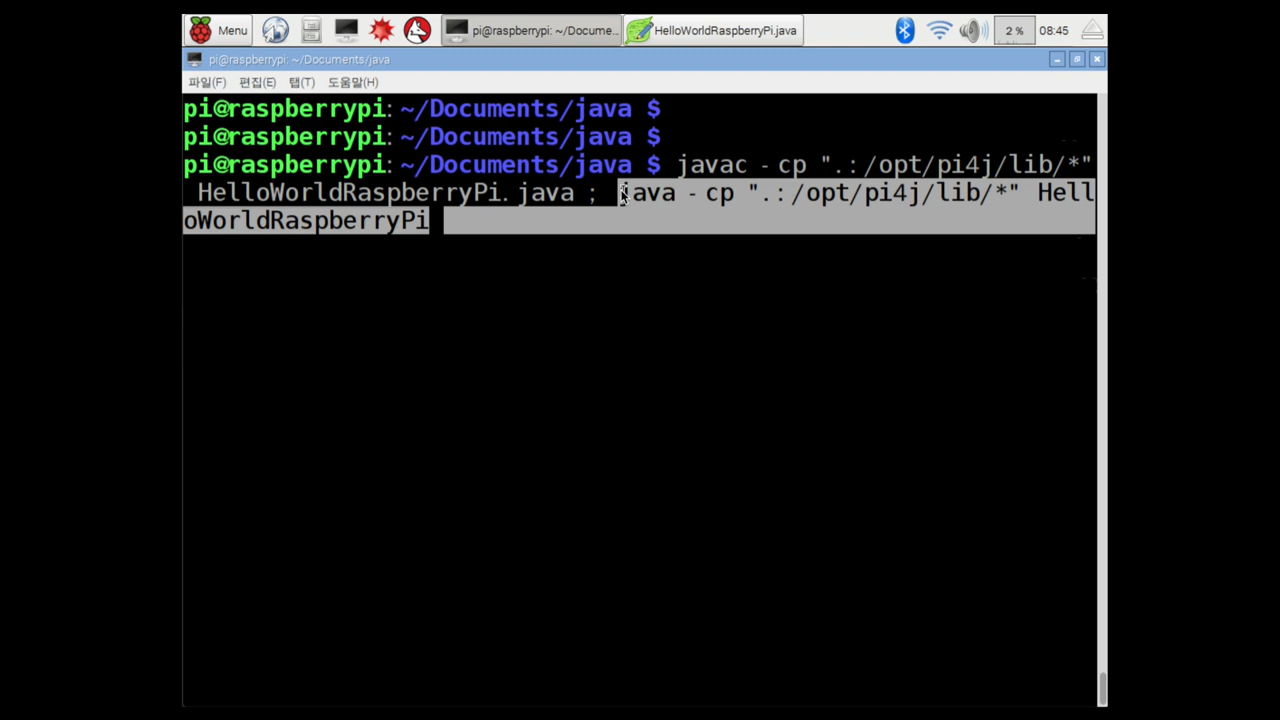 Menu
pi@raspberrypi: ~/Docume...
HelloWorldRaspberryPi.java
2 %
08:45
pi@raspberrypi: ~/Documents/java
파일(F) 편집(E) 탭(T) 도움말(H)
pi@raspberrypi: ~/Documents/java $
pi@raspberrypi: ~/Documents/java $
pi@raspberrypi: ~/Documents/java $ javac -cp ".:/opt/pi4j/lib/*"
HelloWorldRaspberryPi.java ; java -cp ".:/opt/pi4j/lib/*" Hell
oWorldRaspberryPi